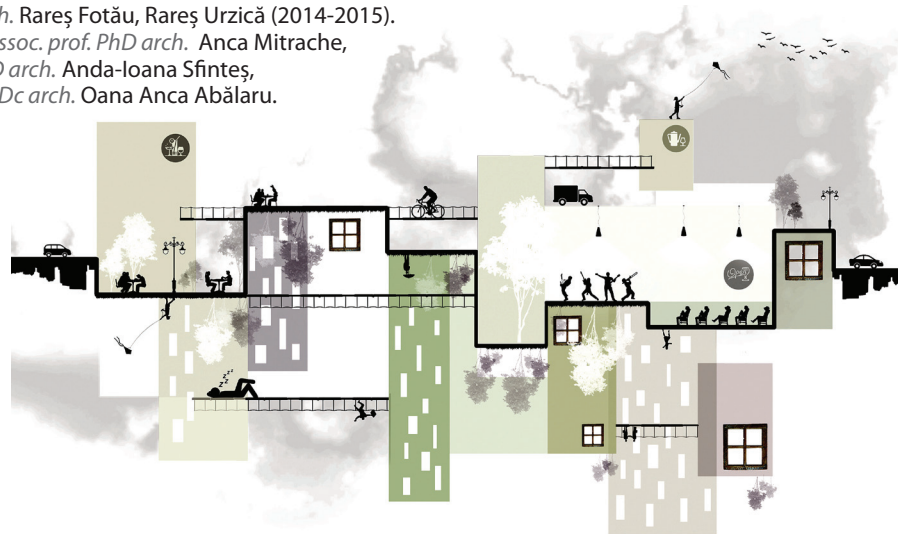 h. Rareș Fotău, Rareș Urzică (2014-2015).
ssoc. prof. PhD arch. Anca Mitrache,
D arch. Anda-Ioana Sfinteș,
Dc arch. Oana Anca Abălaru.
z z z z z